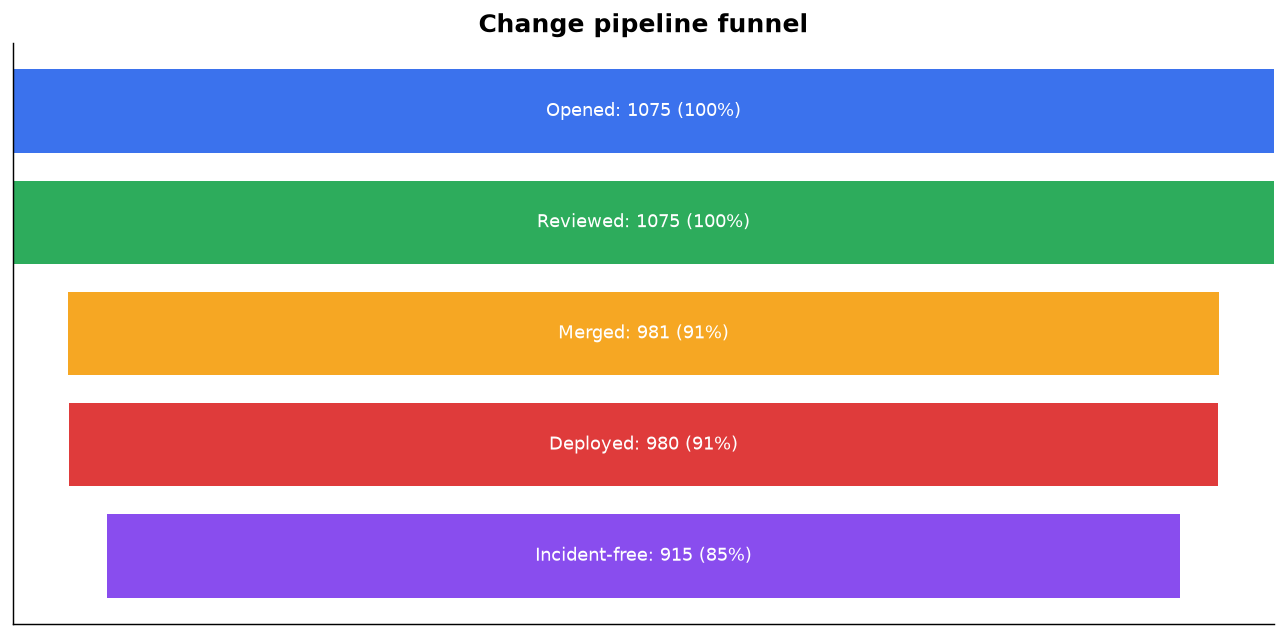 Change pipeline funnel
Opened: 1075 (100%)
Reviewed: 1075 (100%)
Merged: 981 (91%)
Deployed: 980 (91%)
Incident-free: 915 (85%)